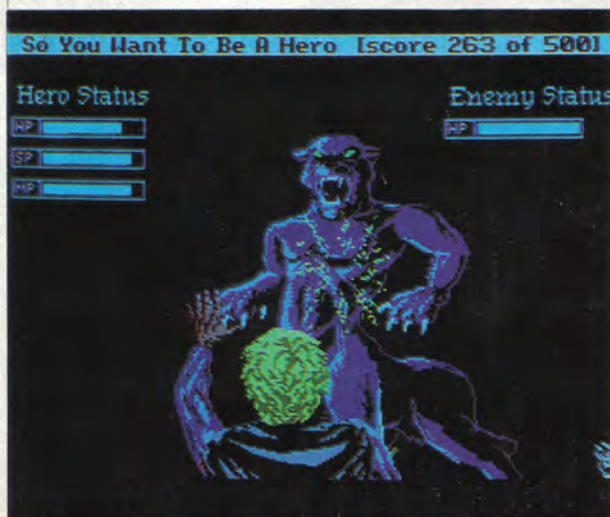 So You Want To Be A Hero [score 263 of 500]
Hero Status
Enemy Status
HP
HP
SP
MP